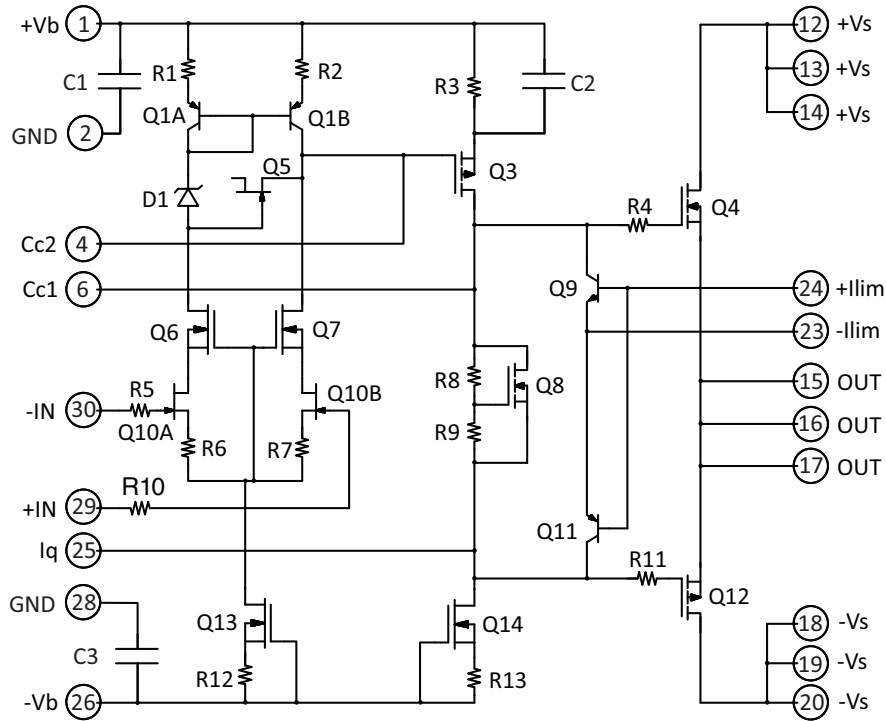 +Vb 1
12 +Vs
R1
R2
R3
C1
C2
13 +Vs
Q1A
Q1B
14 +Vs
GND 2
Q5
Q3
D1
R4
Q4
Cc2 4
Cc1 6
Q9
24 +Ilim
Q6
Q7
23 -Ilim
R8
Q8
15 OUT
R5
Q10B
-IN 30
Q10A
R6
R7
R9
16 OUT
17 OUT
R10
+IN 29
Q11
Iq 25
R11
GND 28
Q12
Q13
Q14
18 -Vs
C3
R12
R13
19 -Vs
-Vb 26
20 -Vs